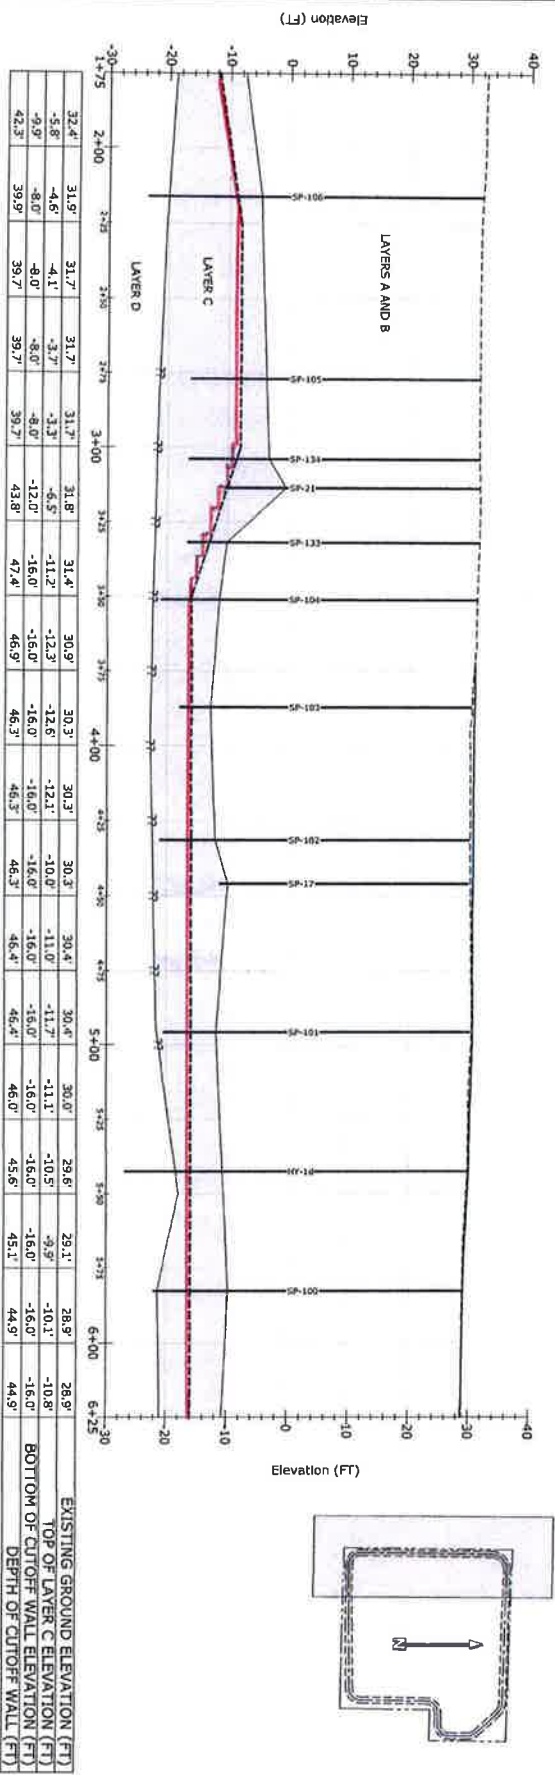 Elevation (FT)
40
30
20
10
0
-10
-20
-30
LAYERS A AND B
LAYER C
LAYER D
SP-106
SP-105
SP-134
SP-21
SP-133
SP-104
SP-103
SP-102
SP-17
SP-101
HY-1d
SP-100
??
??
??
??
??
??
??
??
??
??
40
30
20
10
0
-10
-20
-30
Elevation (FT)
1+75 2+00 2+25 2+50 2+75 3+00 3+25 3+50 3+75 4+00 4+25 4+50 4+75 5+00 5+25 5+50 5+75 6+00 6+25
32.4' 31.9' 31.7' 31.7' 31.7' 31.8' 31.4' 30.9' 30.3' 30.3' 30.3' 30.4' 30.4' 30.0' 29.6' 29.1' 28.9' 28.9' EXISTING GROUND ELEVATION (FT)
-5.8' -4.6' -4.1' -3.7' -3.3' -6.5' -11.2' -12.3' -12.6' -12.1' -10.0' -11.0' -11.7' -11.1' -10.5' -9.9' -10.1' -10.8' TOP OF LAYER C ELEVATION (FT)
-9.9' -8.0' -8.0' -8.0' -8.0' -12.0' -16.0' -16.0' -16.0' -16.0' -16.0' -16.0' -16.0' -16.0' -16.0' -16.0' -16.0' -16.0' BOTTOM OF CUTOFF WALL ELEVATION (FT)
42.3' 39.9' 39.7' 39.7' 39.7' 43.8' 47.4' 46.9' 46.3' 46.3' 46.3' 46.4' 46.4' 46.0' 45.6' 45.1' 44.9' 44.9' DEPTH OF CUTOFF WALL (FT)
N